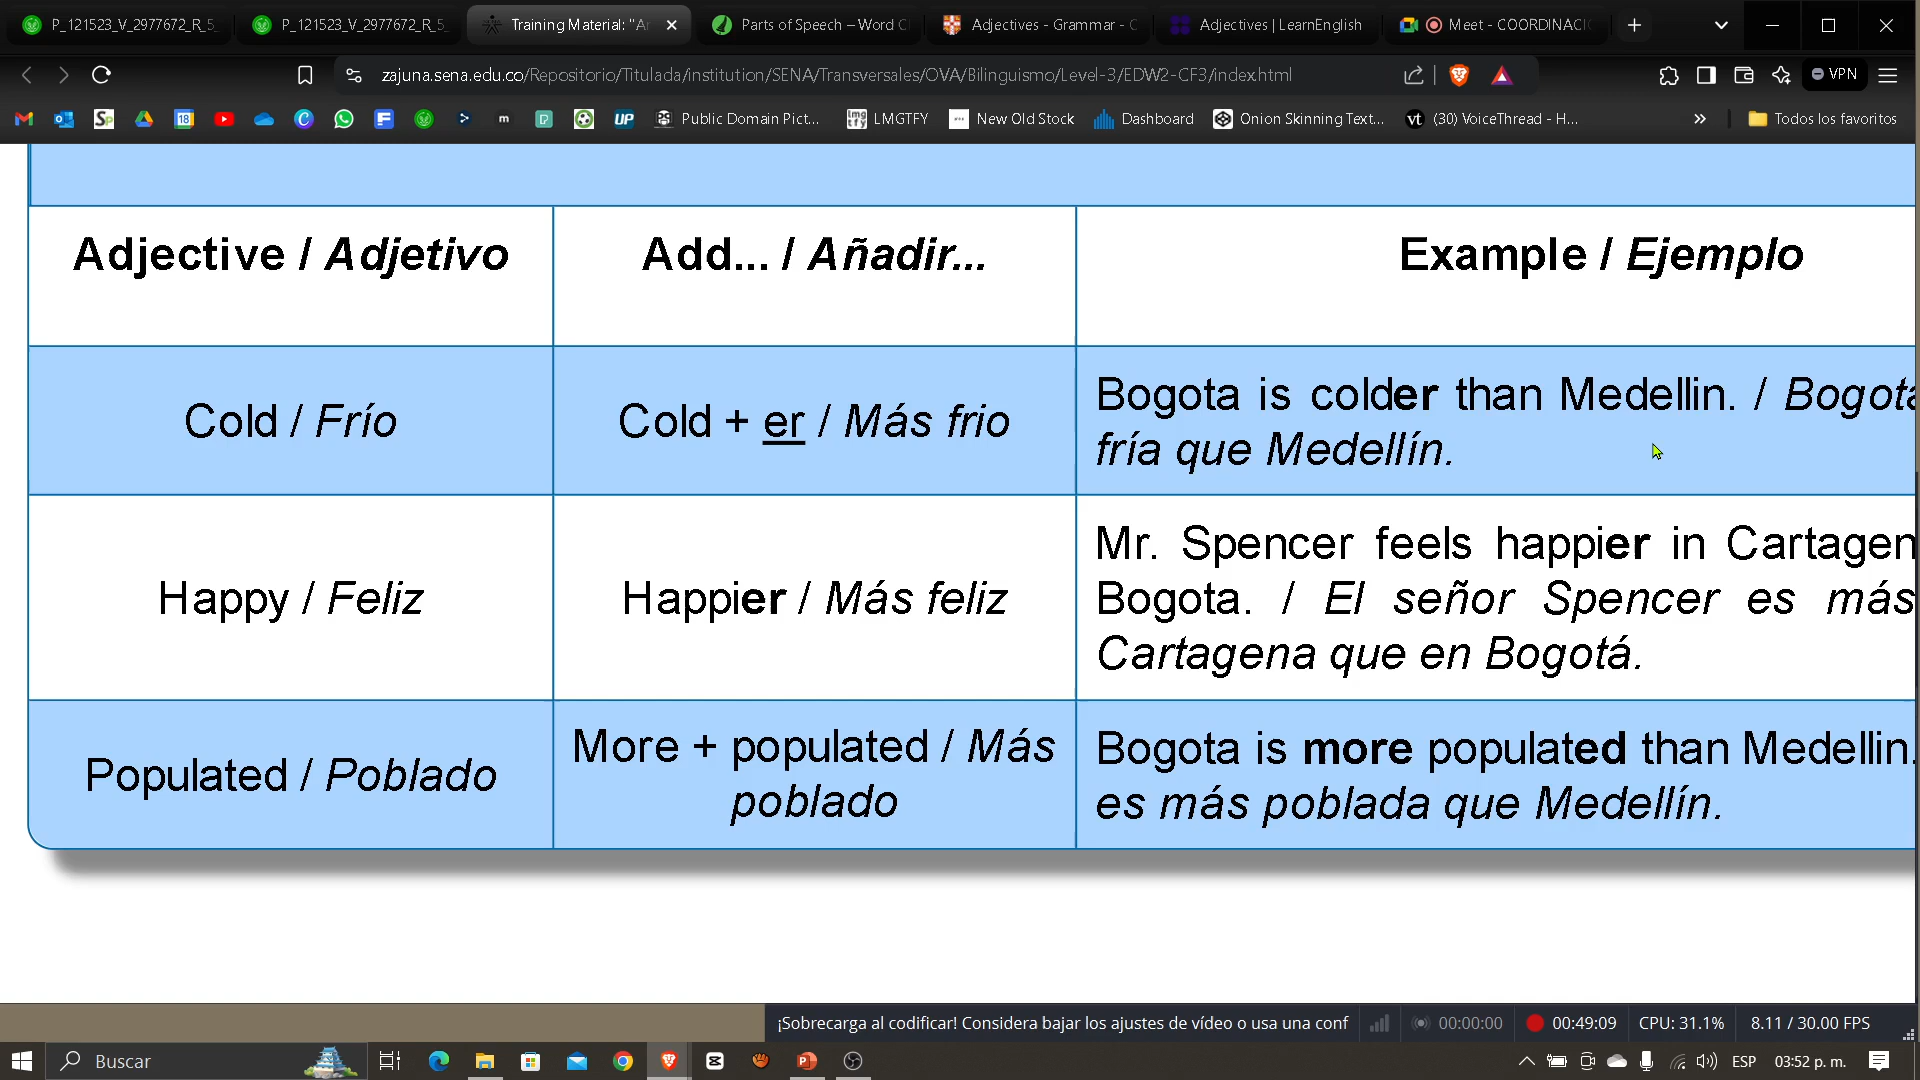 P_121523_V_2977672_R_5
P_121523_V_2977672_R_5
Training Material: "Ar
Parts of Speech – Word Cl
Adjectives - Grammar - C
Adjectives | LearnEnglish
Meet - COORDINACI
zajuna.sena.edu.co/Repositorio/Titulada/institution/SENA/Transversales/OVA/Bilinguismo/Level-3/EDW2-CF3/index.html
VPN
Public Domain Pict...
LMGTFY
New Old Stock
Dashboard
Onion Skinning Text...
(30) VoiceThread - H...
Todos los favoritos
Adjective / Adjetivo
Add... / Añadir...
Example / Ejemplo
Cold / Frío
Cold + er / Más frio
Bogota is colder than Medellin. / Bogotá
fría que Medellín.
Happy / Feliz
Happier / Más feliz
Mr. Spencer feels happier in Cartagen
Bogota. / El señor Spencer es más
Cartagena que en Bogotá.
Populated / Poblado
More + populated / Más
poblado
Bogota is more populated than Medellin.
es más poblada que Medellín.
¡Sobrecarga al codificar! Considera bajar los ajustes de vídeo o usa una conf
00:00:00
00:49:09
CPU: 31.1%
8.11 / 30.00 FPS
Buscar
ESP
03:52 p. m.